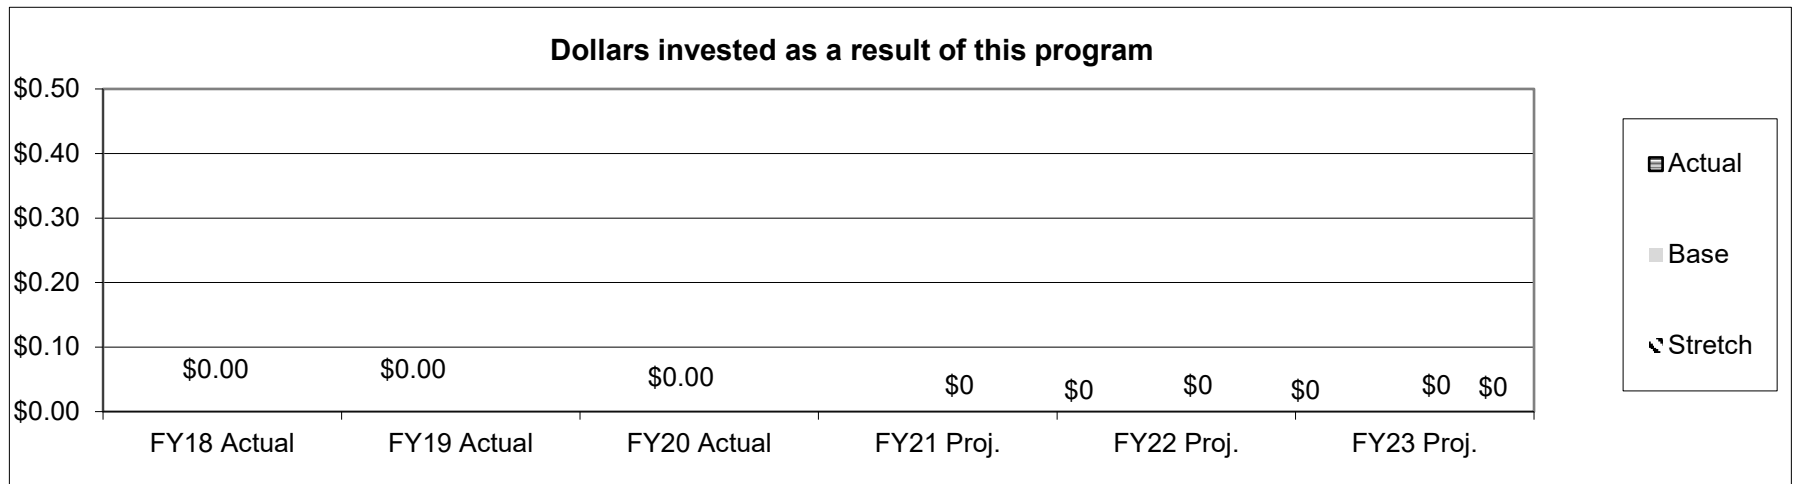 Dollars invested as a result of this program
$0.50
$0.40
$0.30
$0.20
$0.10
$0.00
$0.00 $0.00 $0.00 $0 $0 $0 $0 $0 $0
FY18 Actual FY19 Actual FY20 Actual FY21 Proj. FY22 Proj. FY23 Proj.
Actual
Base
Stretch